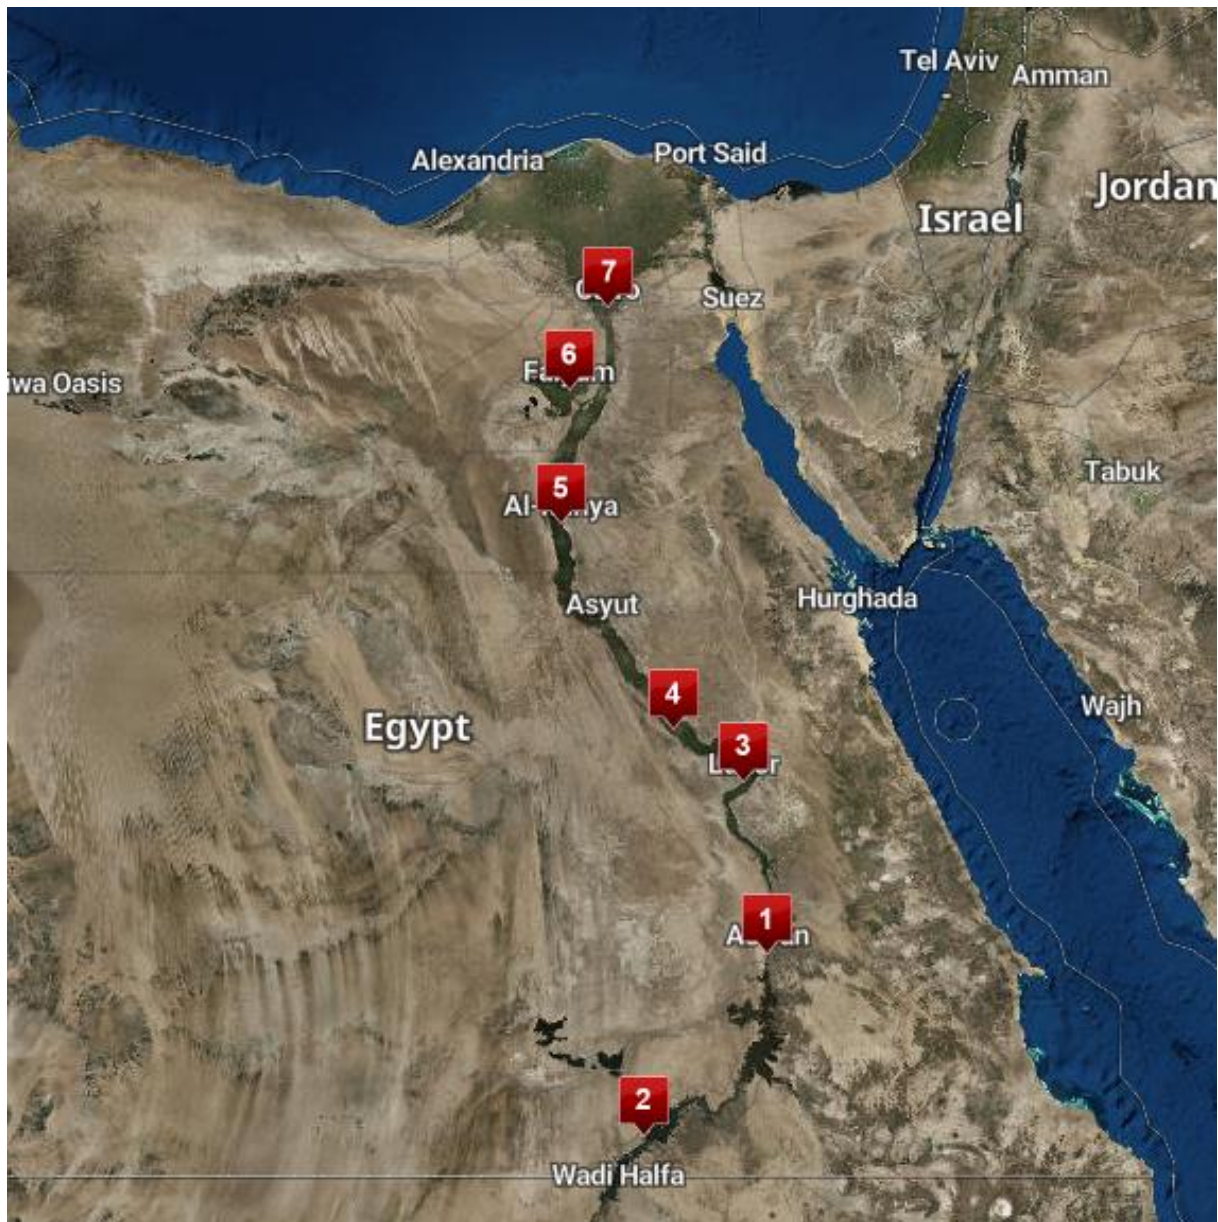 Tel Aviv
Amman
Alexandria
Port Said
Jordan
Israel
7
Suez
6
iwa Oasis
Tabuk
5
Asyut
Hurghada
4
Wajh
Egypt
3
1
2
Wadi Halfa